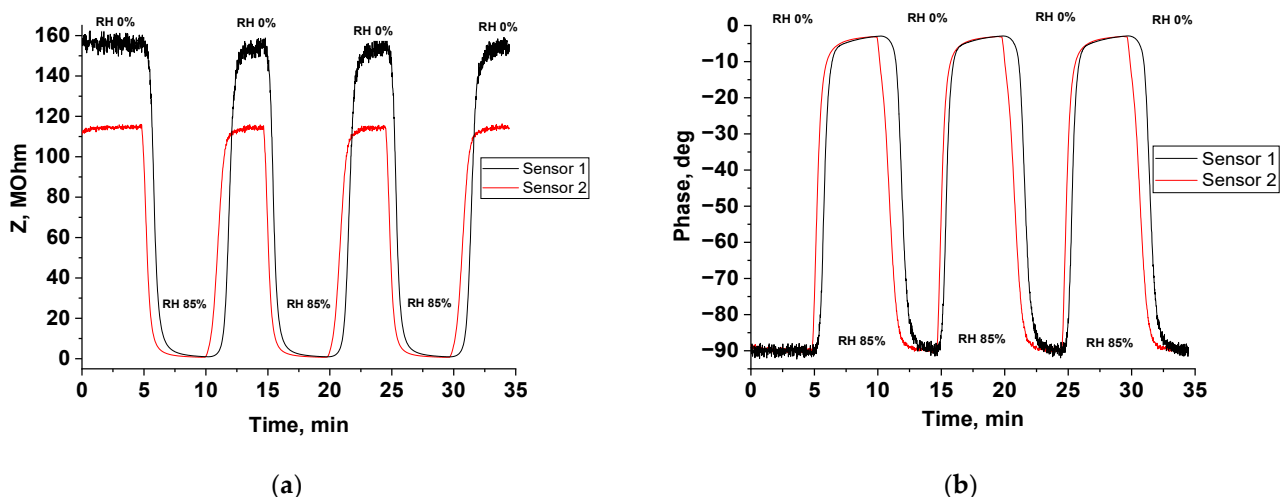 RH 0%
RH 0%
RH 0%
RH 0%
160
140
120
100
80
60
40
20
0
Z, MOhm
Sensor 1
Sensor 2
RH 85%
RH 85%
RH 85%
0 5 10 15 20 25 30 35
Time, min
(a)
RH 0%
RH 0%
RH 0%
RH 0%
0
−10
−20
−30
−40
−50
−60
−70
−80
−90
Phase, deg
Sensor 1
Sensor 2
RH 85%
RH 85%
RH 85%
0 5 10 15 20 25 30 35
Time, min
(b)